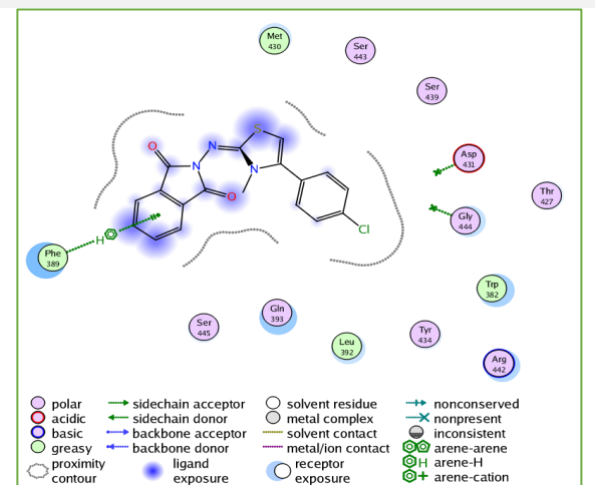 Met
430
Ser
443
Ser
439
S
O
N
N
N
O
Asp
431
Thr
427
Gly
444
Cl
H
Phe
389
Trp
382
Gln
393
Ser
445
Tyr
434
Leu
392
Arg
442
polar
sidechain acceptor
solvent residue
nonconserved
acidic
sidechain donor
metal complex
nonpresent
basic
backbone acceptor
solvent contact
inconsistent
greasy
backbone donor
metal/ion contact
arene-arene
proximity
contour
ligand
exposure
receptor
exposure
H arene-H
+ arene-cation